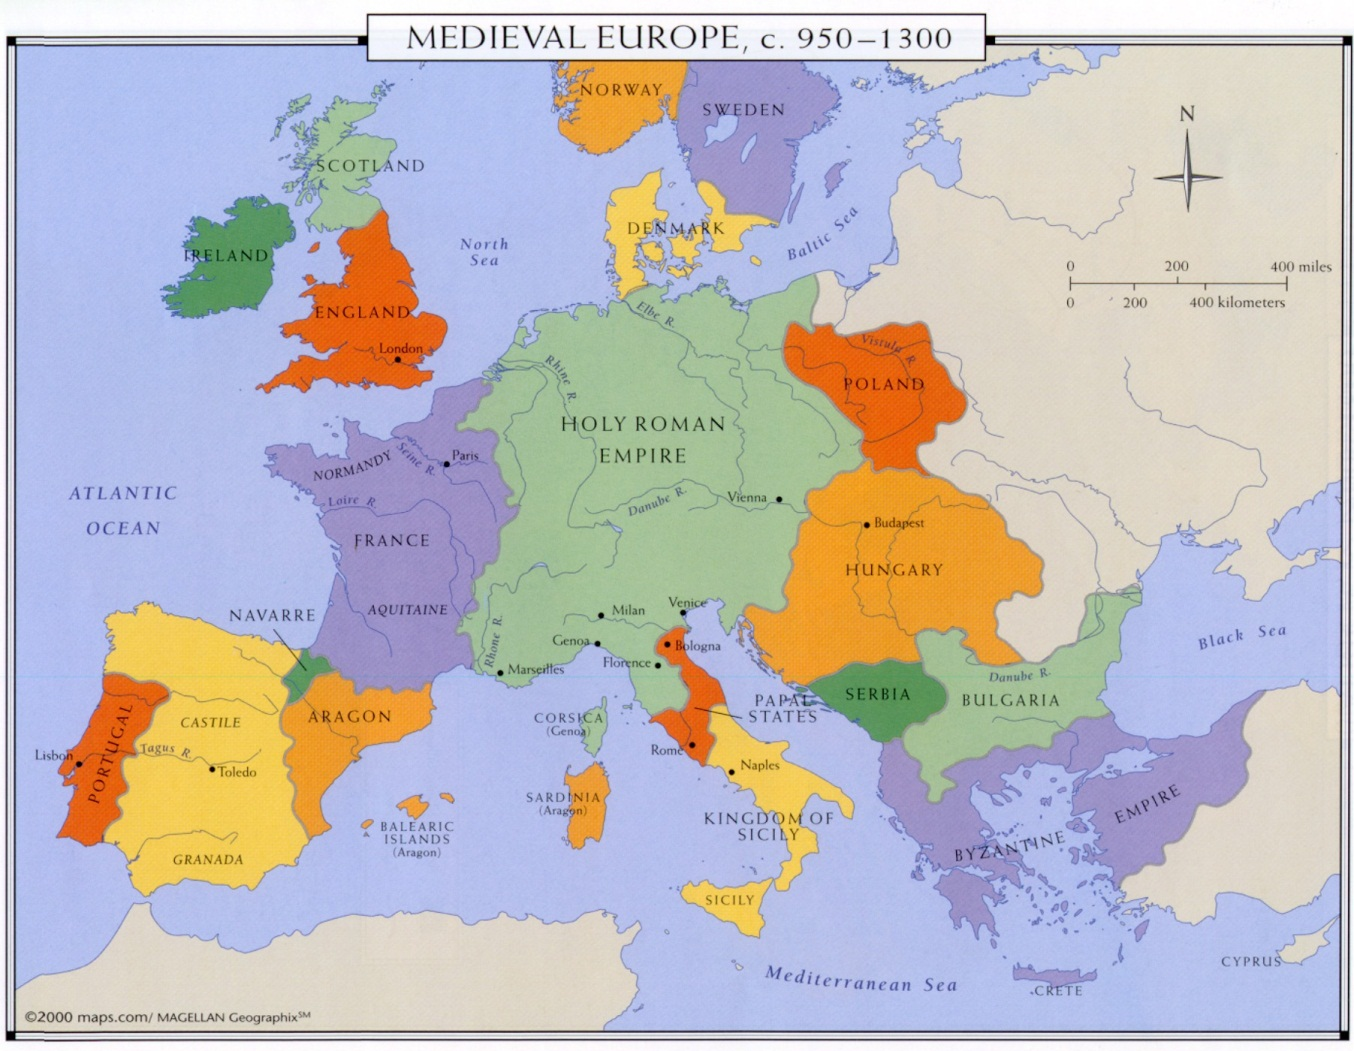 MEDIEVAL EUROPE, c. 950–1300
NORWAY
SWEDEN
N
SCOTLAND
DENMARK
Baltic Sea
North
Sea
IRELAND
0 200 400 miles
0 200 400 kilometers
ENGLAND
London
Elbe R.
Vistula R.
Rhine R.
POLAND
HOLY ROMAN
EMPIRE
Paris
NORMANDY
Seine R.
ATLANTIC
OCEAN
Loire R.
Danube R.
Vienna
Budapest
FRANCE
HUNGARY
NAVARRE
AQUITAINE
Milan
Venice
Rhone R.
Genoa
Bologna
Florence
Marseilles
Black Sea
Danube R.
SERBIA
BULGARIA
PAPAL
STATES
ARAGON
CASTILE
PORTUGAL
CORSICA
(Genoa)
Lisbon
Tagus R.
Toledo
Rome
Naples
SARDINIA
(Aragon)
BALEARIC
ISLANDS
(Aragon)
KINGDOM OF
SICILY
BYZANTINE
EMPIRE
GRANADA
SICILY
CYPRUS
Mediterranean Sea
CRETE
©2000 maps.com/ MAGELLAN Geographix℠